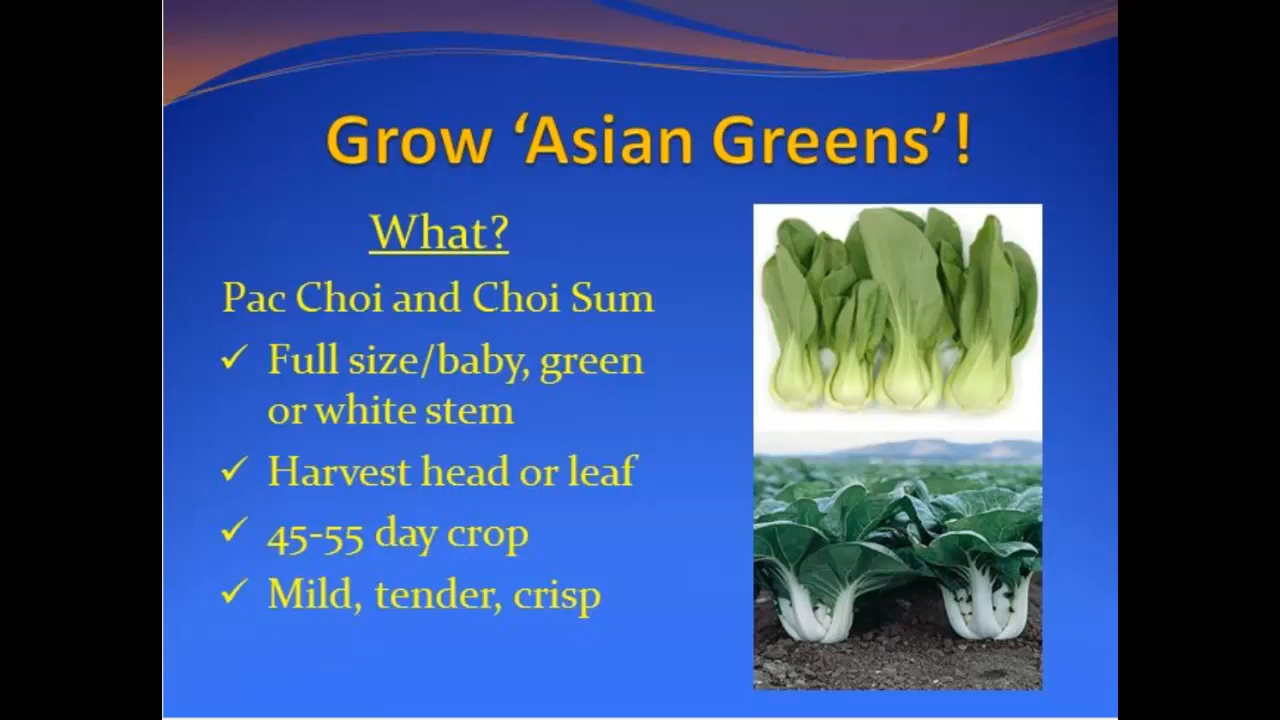 Grow ‘Asian Greens’!
What?
Pac Choi and Choi Sum
✓ Full size/baby, green
or white stem
✓ Harvest head or leaf
✓ 45-55 day crop
✓ Mild, tender, crisp